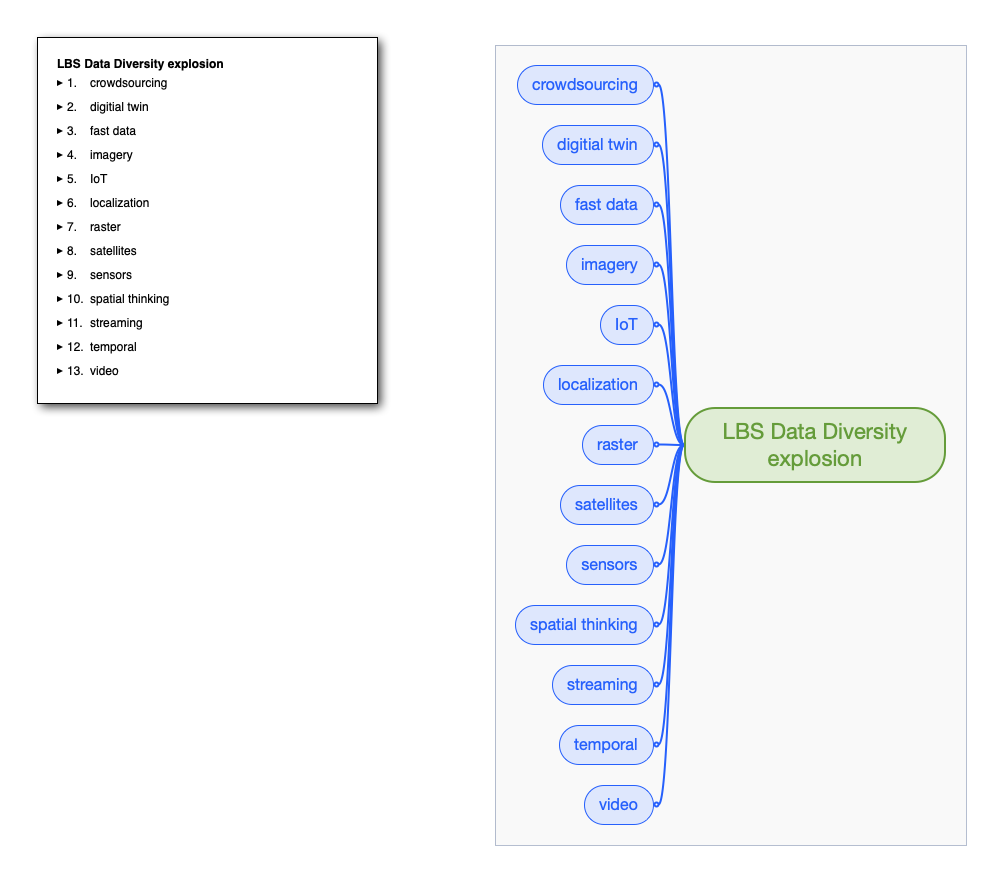 LBS Data Diversity explosion
▸ 1. crowdsourcing
▸ 2. digitial twin
▸ 3. fast data
▸ 4. imagery
▸ 5. IoT
▸ 6. localization
▸ 7. raster
▸ 8. satellites
▸ 9. sensors
▸ 10. spatial thinking
▸ 11. streaming
▸ 12. temporal
▸ 13. video
crowdsourcing
digitial twin
fast data
imagery
IoT
localization
raster
satellites
sensors
spatial thinking
streaming
temporal
video
LBS Data Diversity
explosion